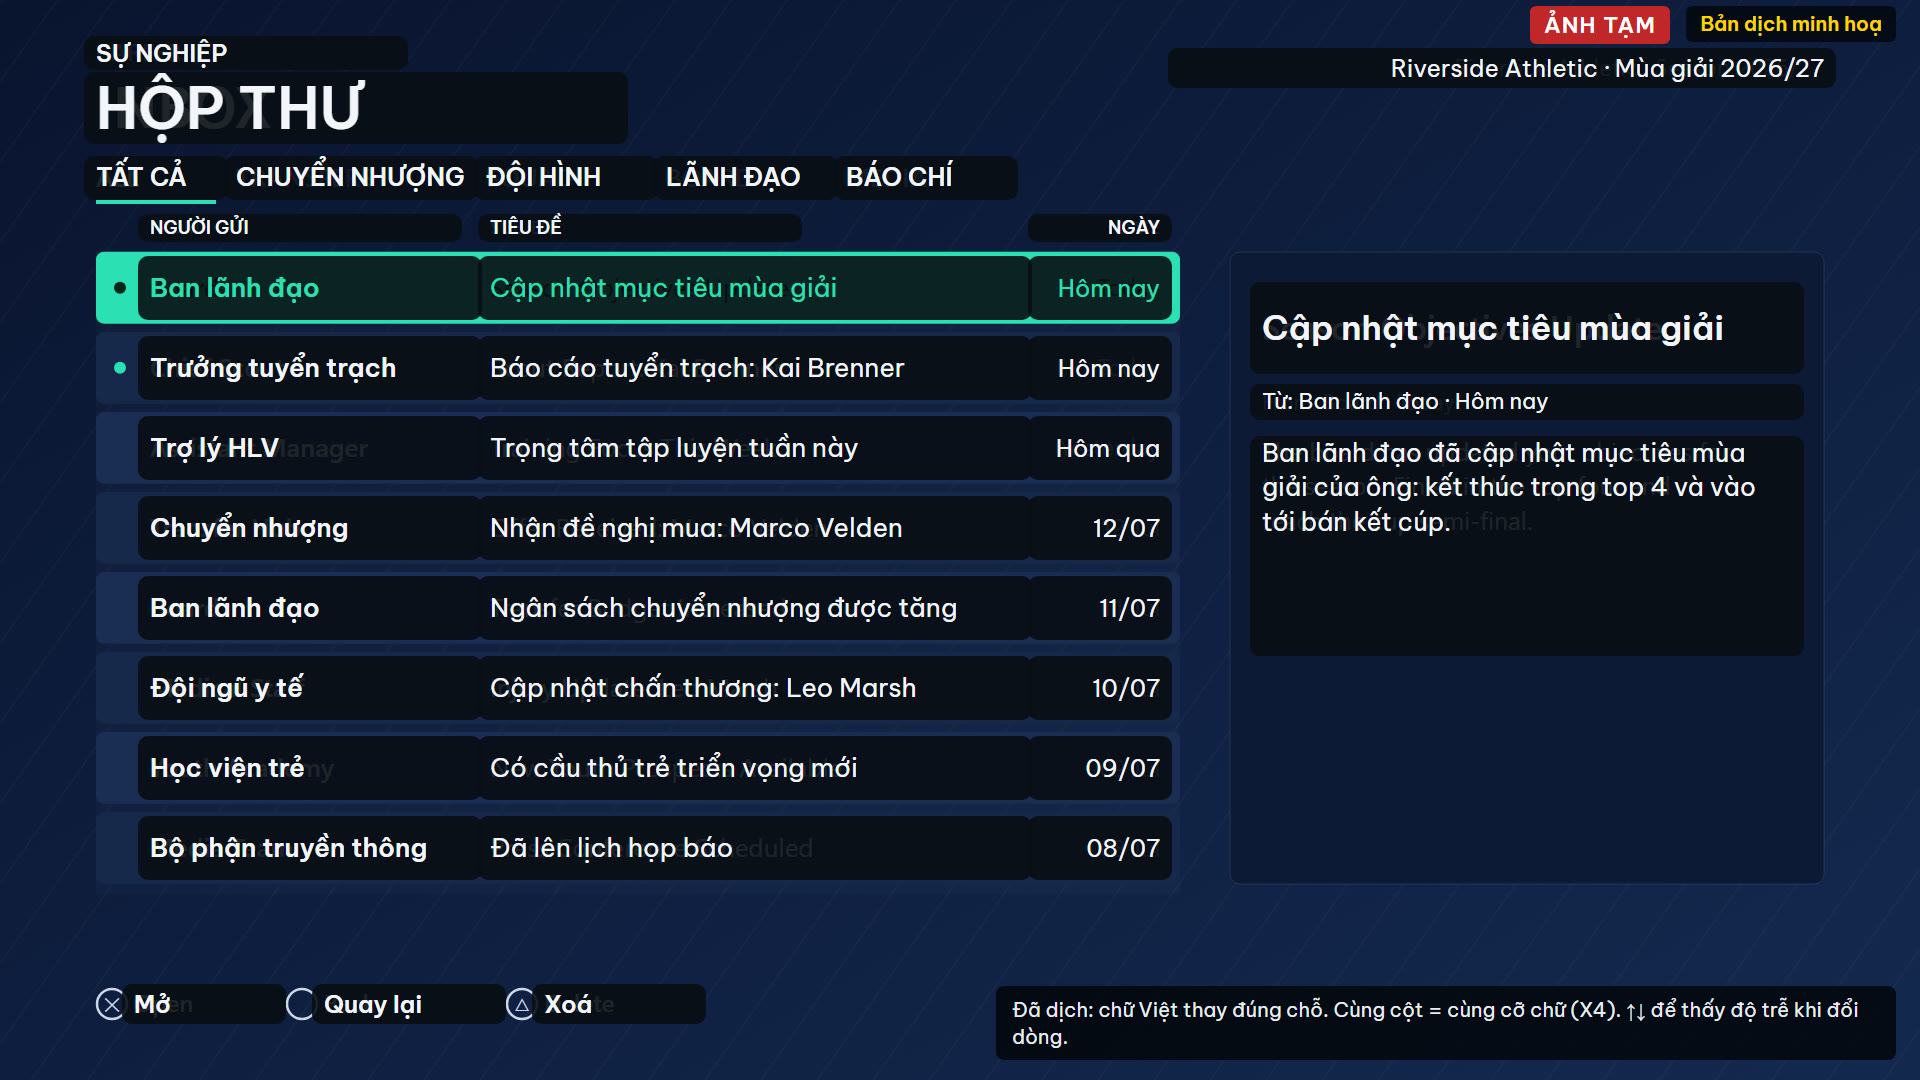 ẢNH TẠM
Bản dịch minh hoạ
SỰ NGHIỆP
Riverside Athletic · Mùa giải 2026/27
HỘP THƯ
TẤT CẢ CHUYỂN NHƯỢNG ĐỘI HÌNH LÃNH ĐẠO BÁO CHÍ
NGƯỜI GỬI TIÊU ĐỀ NGÀY
Ban lãnh đạo Cập nhật mục tiêu mùa giải Hôm nay
Trưởng tuyển trạch Báo cáo tuyển trạch: Kai Brenner Hôm nay
Trợ lý HLV Trọng tâm tập luyện tuần này Hôm qua
Chuyển nhượng Nhận đề nghị mua: Marco Velden 12/07
Ban lãnh đạo Ngân sách chuyển nhượng được tăng 11/07
Đội ngũ y tế Cập nhật chấn thương: Leo Marsh 10/07
Học viện trẻ Có cầu thủ trẻ triển vọng mới 09/07
Bộ phận truyền thông Đã lên lịch họp báo 08/07
Cập nhật mục tiêu mùa giải
Từ: Ban lãnh đạo · Hôm nay
Ban lãnh đạo đã cập nhật mục tiêu mùa
giải của ông: kết thúc trong top 4 và vào
tới bán kết cúp.
Mở Quay lại Xoá
Đã dịch: chữ Việt thay đúng chỗ. Cùng cột = cùng cỡ chữ (X4). ↑↓ để thấy độ trễ khi đổi
dòng.